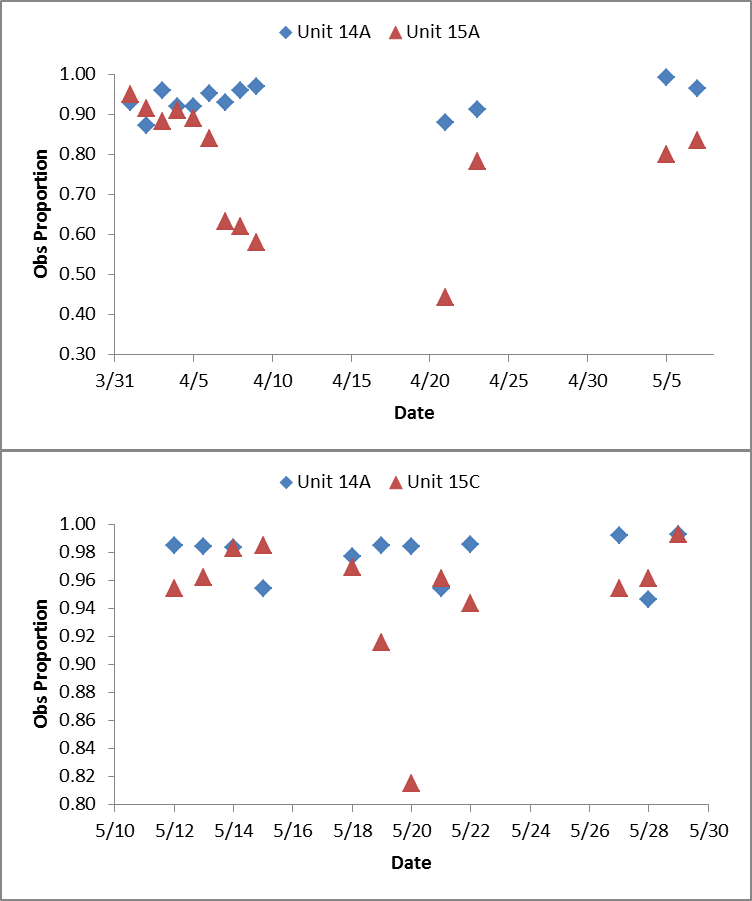 Unit 14A Unit 15A
1.00
0.90
0.80
0.70
0.60
0.50
0.40
0.30
Obs Proportion
3/31 4/5 4/10 4/15 4/20 4/25 4/30 5/5
Date
Unit 14A Unit 15C
1.00
0.98
0.96
0.94
0.92
0.90
0.88
0.86
0.84
0.82
0.80
Obs Proportion
5/10 5/12 5/14 5/16 5/18 5/20 5/22 5/24 5/26 5/28 5/30
Date